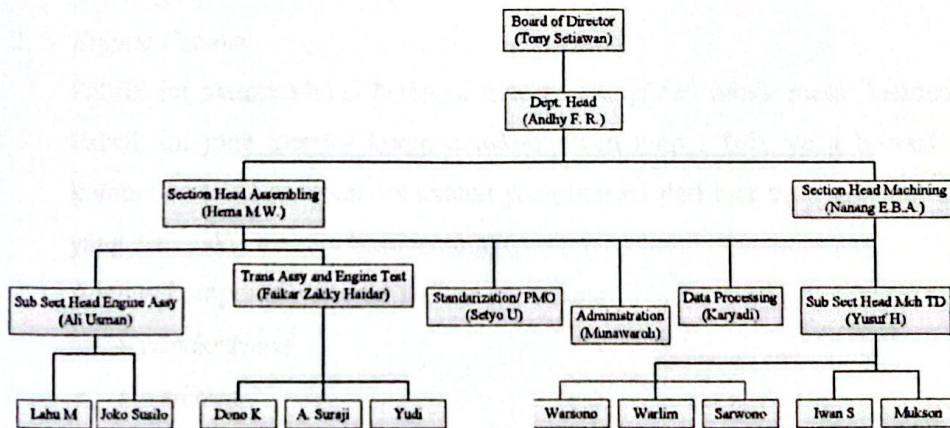 Board of Director
(Tony Setiawan)
Dept. Head
(Andhy F. R.)
Section Head Assembling
(Hema M.W.)
Section Head Machining
(Nanang E.B.A.)
Sub Sect Head Engine Assy
(Ali Usman)
Trans Assy and Engine Test
(Faikar Zakky Haidar)
Standarization/ PMO
(Setyo U)
Administration
(Munawaroh)
Data Processing
(Karyadi)
Sub Sect Head Mch TD
(Yusuf H)
Lahu M
Joko Susilo
Dono K
A. Suraji
Yudi
Warsono
Warlim
Sarwono
Iwan S
Mukson